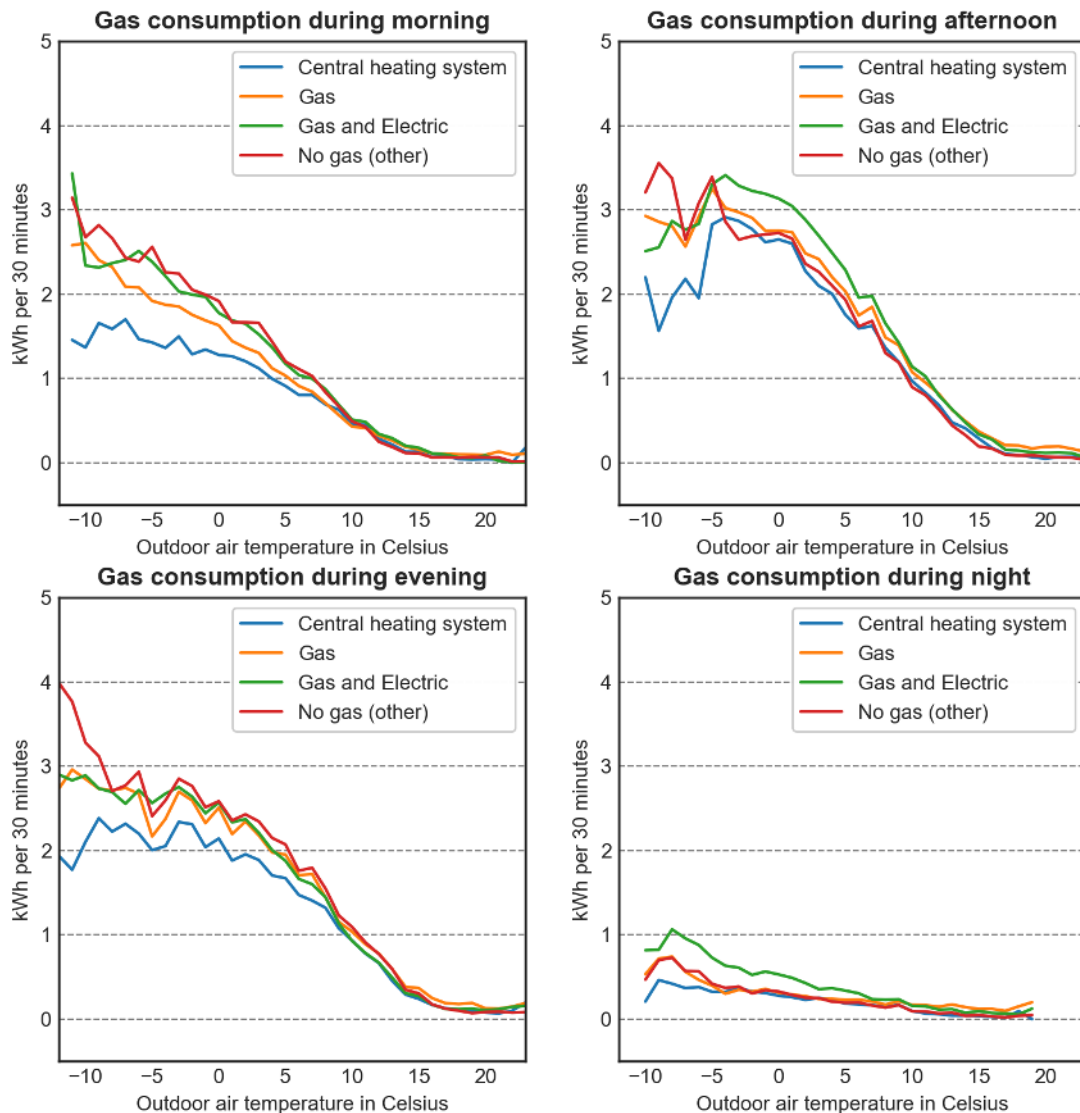 Gas consumption during morning
5
4
3
2
1
0
kWh per 30 minutes
Central heating system
Gas
Gas and Electric
No gas (other)
−10 −5 0 5 10 15 20
Outdoor air temperature in Celsius
Gas consumption during afternoon
5
4
3
2
1
0
kWh per 30 minutes
Central heating system
Gas
Gas and Electric
No gas (other)
−10 −5 0 5 10 15 20
Outdoor air temperature in Celsius
Gas consumption during evening
5
4
3
2
1
0
kWh per 30 minutes
Central heating system
Gas
Gas and Electric
No gas (other)
−10 −5 0 5 10 15 20
Outdoor air temperature in Celsius
Gas consumption during night
5
4
3
2
1
0
kWh per 30 minutes
Central heating system
Gas
Gas and Electric
No gas (other)
−10 −5 0 5 10 15 20
Outdoor air temperature in Celsius